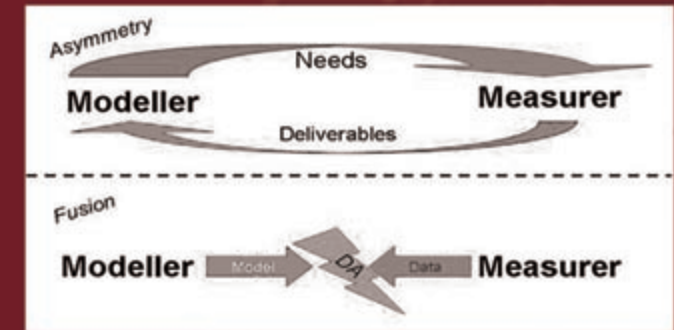 Asymmetry
Needs
Modeller Measurer
Deliverables
Fusion
Modeller Model DA Data Measurer